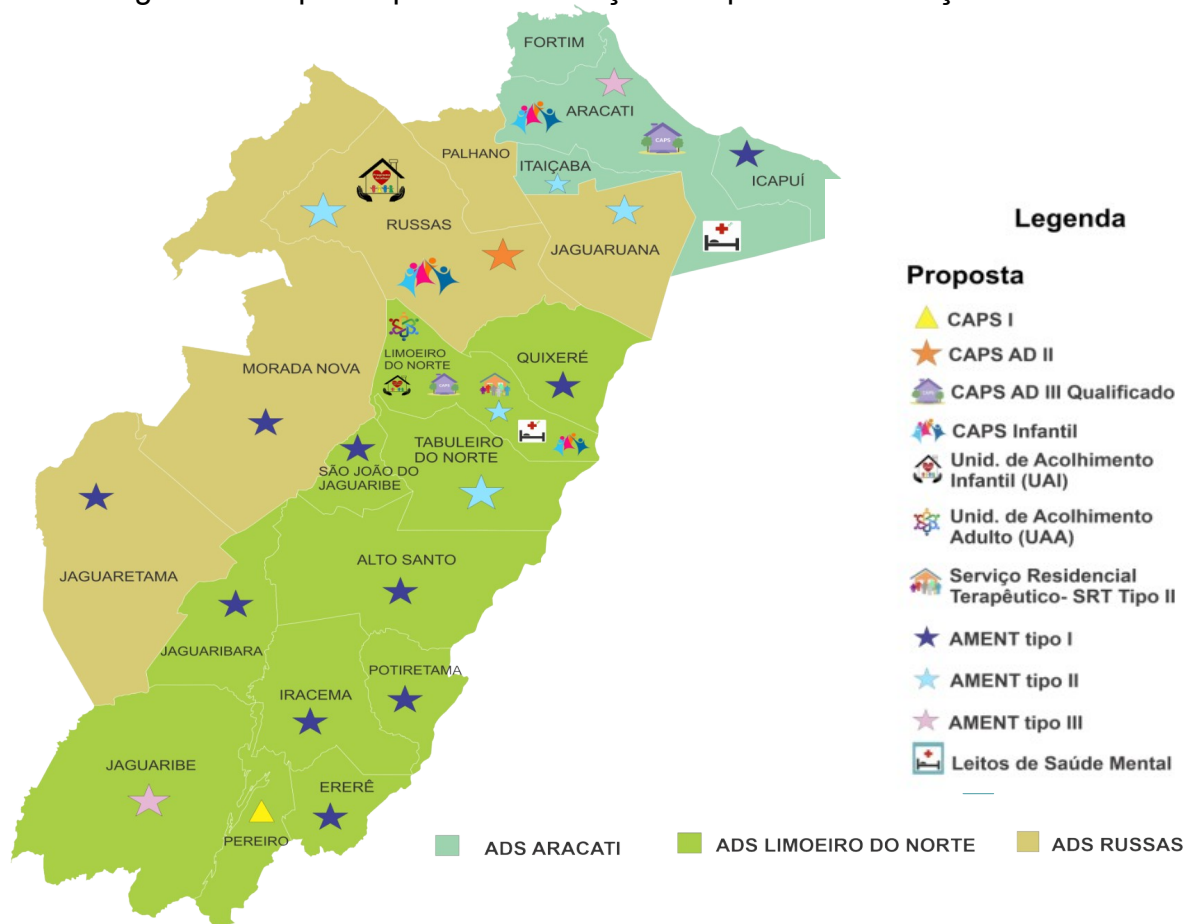 FORTIM
ARACATI
CAPS
PALHANO
ITAIÇABA
ICAPUÍ
RUSSAS
JAGUARUANA
LIMOEIRO
DO NORTE
CAPS
QUIXERÉ
MORADA NOVA
TABULEIRO
DO NORTE
SÃO JOÃO DO
JAGUARIBE
JAGUARETAMA
ALTO SANTO
JAGUARIBARA
POTIRETAMA
IRACEMA
JAGUARIBE
ERERÊ
PEREIRO
Legenda
Proposta
CAPS I
CAPS AD II
CAPS AD III Qualificado
CAPS Infantil
Unid. de Acolhimento
Infantil (UAI)
Unid. de Acolhimento
Adulto (UAA)
Serviço Residencial
Terapêutico- SRT Tipo II
AMENT tipo I
AMENT tipo II
AMENT tipo III
Leitos de Saúde Mental
ADS ARACATI
ADS LIMOEIRO DO NORTE
ADS RUSSAS